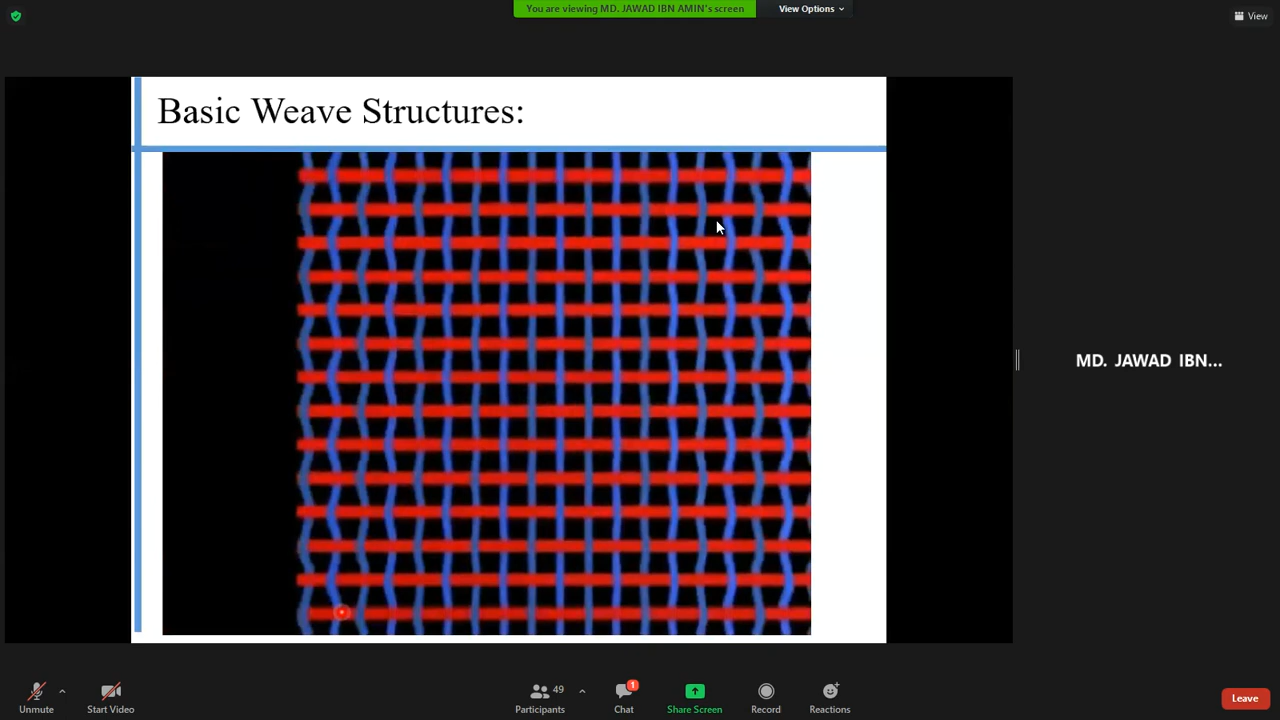 You are viewing MD. JAWAD IBN AMIN's screen
View Options
View
Basic Weave Structures:
MD. JAWAD IBN...
Unmute
Start Video
49
Participants
1
Chat
Share Screen
Record
Reactions
Leave